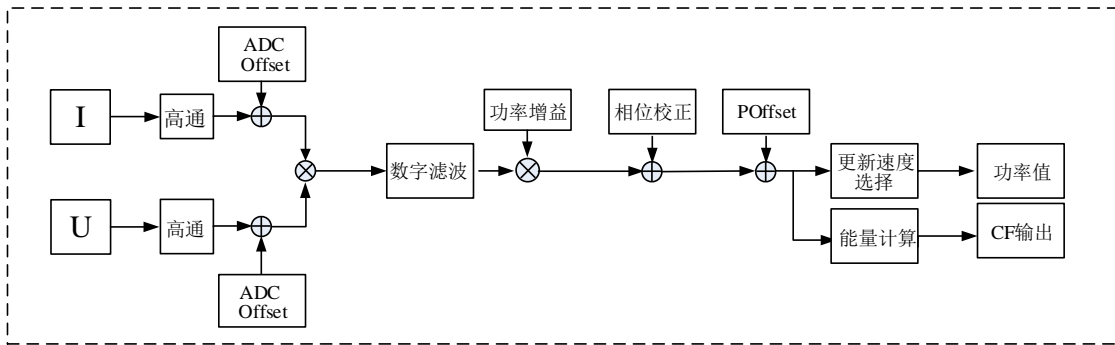 ADC
Offset
I
高通
功率增益
相位校正
POffset
数字滤波
更新速度
选择
功率值
U
高通
能量计算
CF输出
ADC
Offset